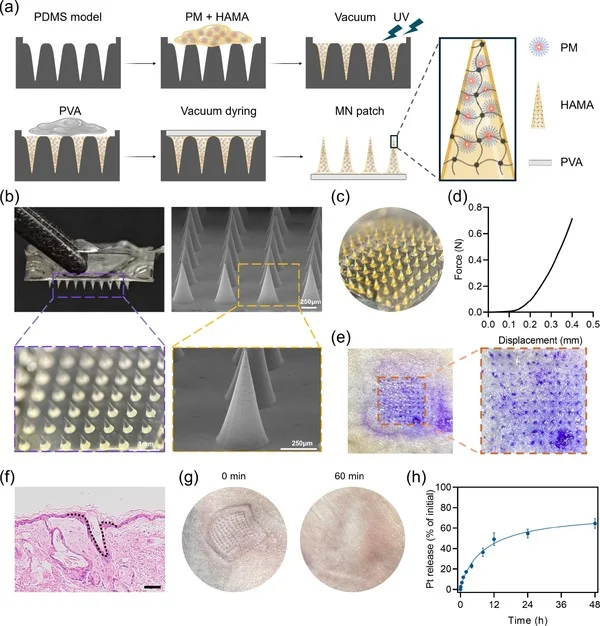 (a)
PDMS model
PM + HAMA
Vacuum
UV
PM
HAMA
PVA
PVA
Vacuum dyring
MN patch
(b)
250μm
1mm
250μm
(c)
(d)
Force (N)
1.0
0.8
0.6
0.4
0.2
0.0
0.0 0.1 0.2 0.3 0.4 0.5
Displacement (mm)
(e)
(f)
(g)
0 min
60 min
(h)
Pt release (% of initial)
100
80
60
40
20
0
0 12 24 36 48
Time (h)